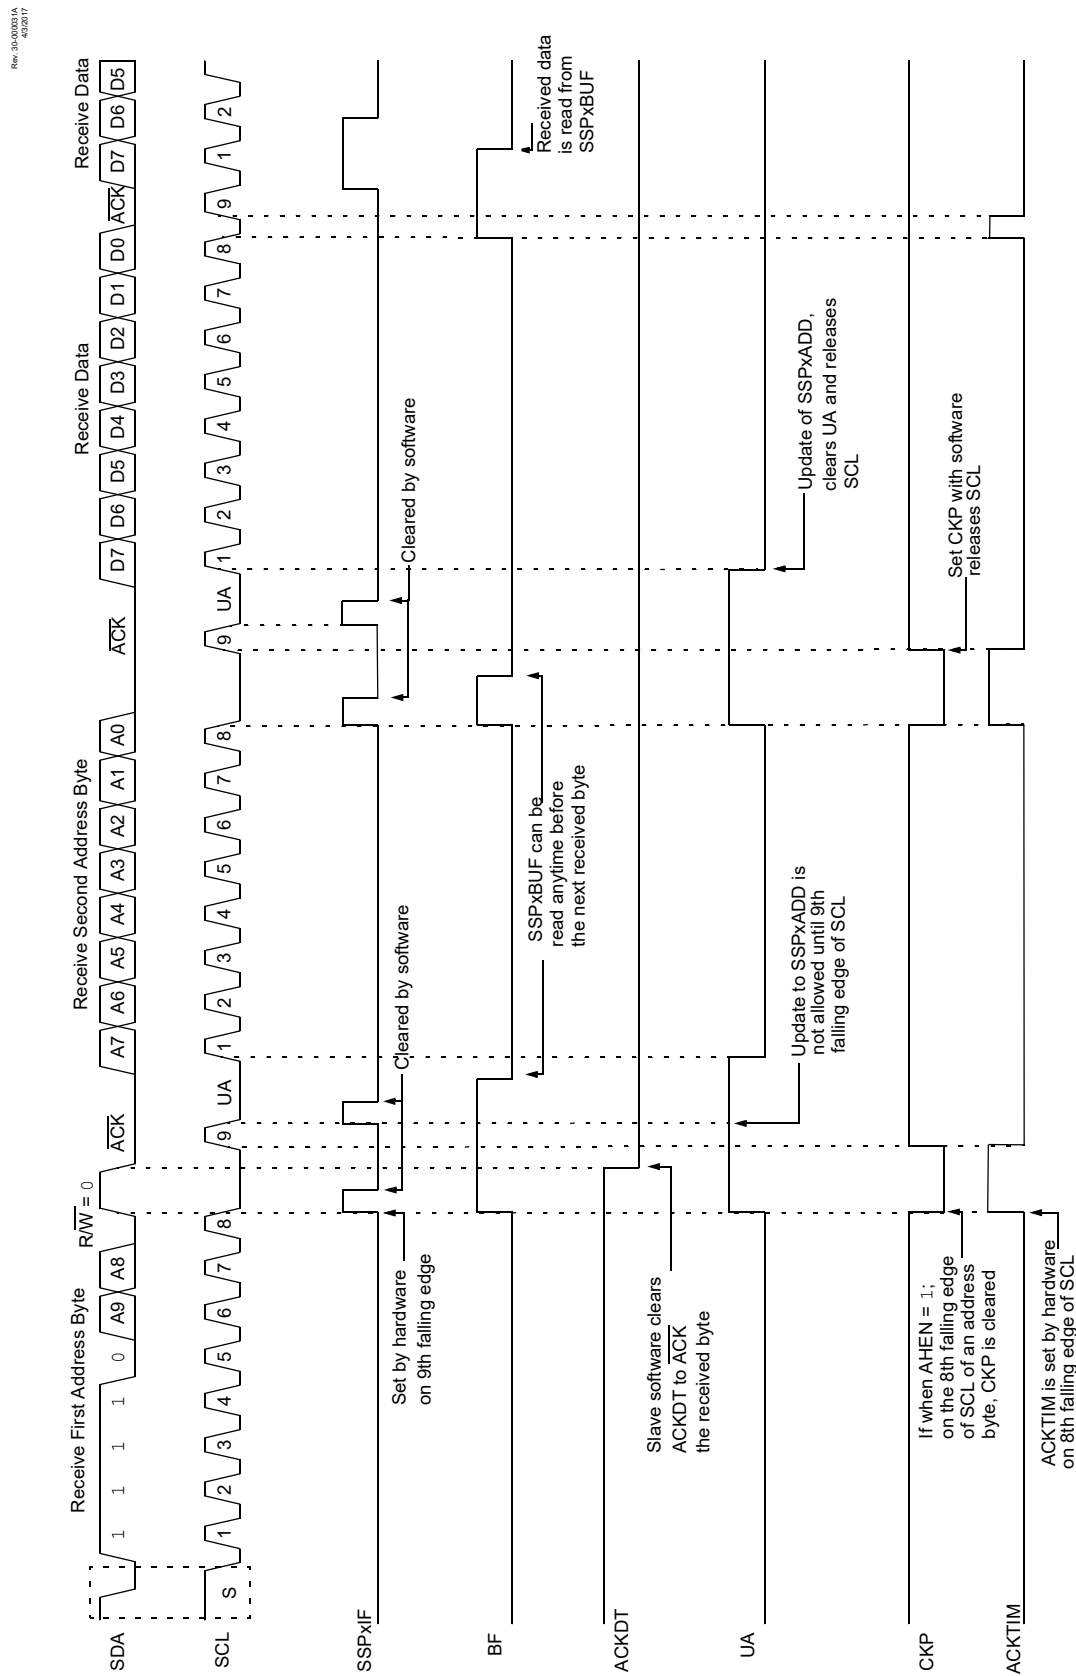 Rev. 30-000031A
4/3/2017
Receive First Address Byte
R/W = 0
Receive Second Address Byte
Receive Data
Receive Data
SDA
1 1 1 1 0 A9 A8
ACK
A7 A6 A5 A4 A3 A2 A1 A0
ACK
D7 D6 D5 D4 D3 D2 D1 D0
ACK
D7 D6 D5
SCL
S 1 2 3 4 5 6 7 8 9 UA 1 2 3 4 5 6 7 8 9 UA 1 2 3 4 5 6 7 8 9 1 2
SSPxIF
Set by hardware
on 9th falling edge
Cleared by software
Cleared by software
BF
SSPxBUF can be
read anytime before
the next received byte
Received data
is read from
SSPxBUF
ACKDT
Slave software clears
ACKDT to ACK
the received byte
UA
Update to SSPxADD is
not allowed until 9th
falling edge of SCL
Update of SSPxADD,
clears UA and releases
SCL
CKP
If when AHEN = 1;
on the 8th falling edge
of SCL of an address
byte, CKP is cleared
Set CKP with software
releases SCL
ACKTIM
ACKTIM is set by hardware
on 8th falling edge of SCL